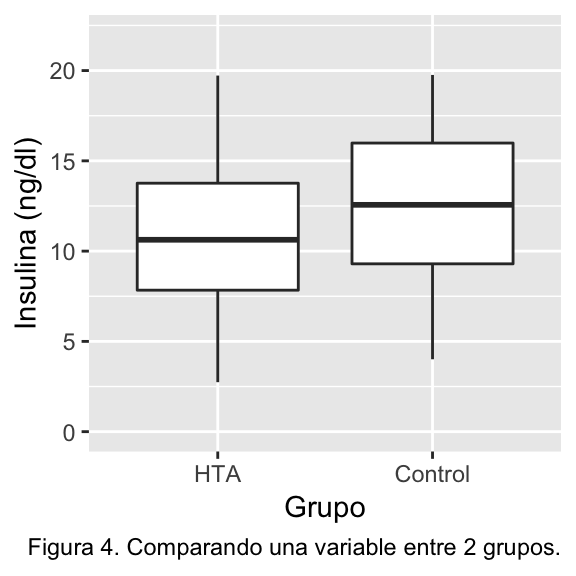 20
15
10
5
0
Insulina (ng/dl)
HTA Control
Grupo
Figura 4. Comparando una variable entre 2 grupos.